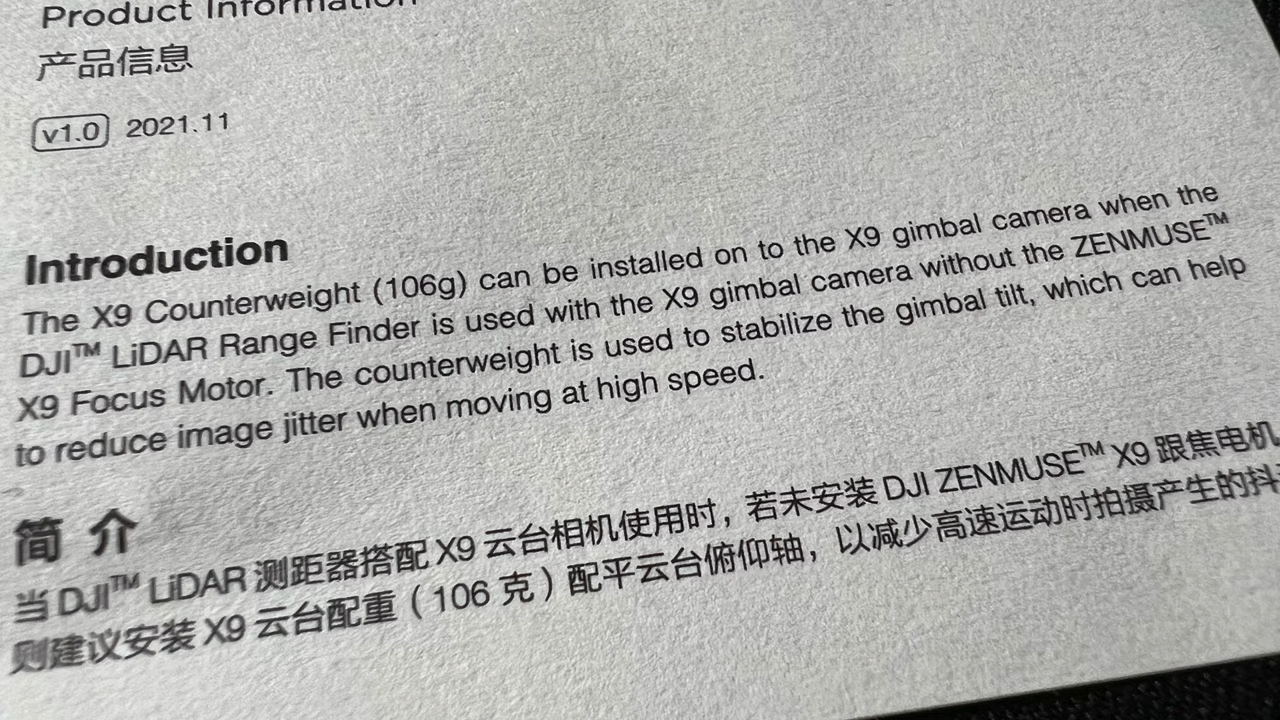 Product Information
产品信息
v1.0 2021.11
Introduction
The X9 Counterweight (106g) can be installed on to the X9 gimbal camera when the
DJI™ LiDAR Range Finder is used with the X9 gimbal camera without the ZENMUSE™
X9 Focus Motor. The counterweight is used to stabilize the gimbal tilt, which can help
to reduce image jitter when moving at high speed.
简 介
当 DJI™ LiDAR 测距器搭配 X9 云台相机使用时，若未安装 DJI ZENMUSE™ X9 跟焦电机
则建议安装 X9 云台配重（106 克）配平云台俯仰轴，以减少高速运动时拍摄产生的抖